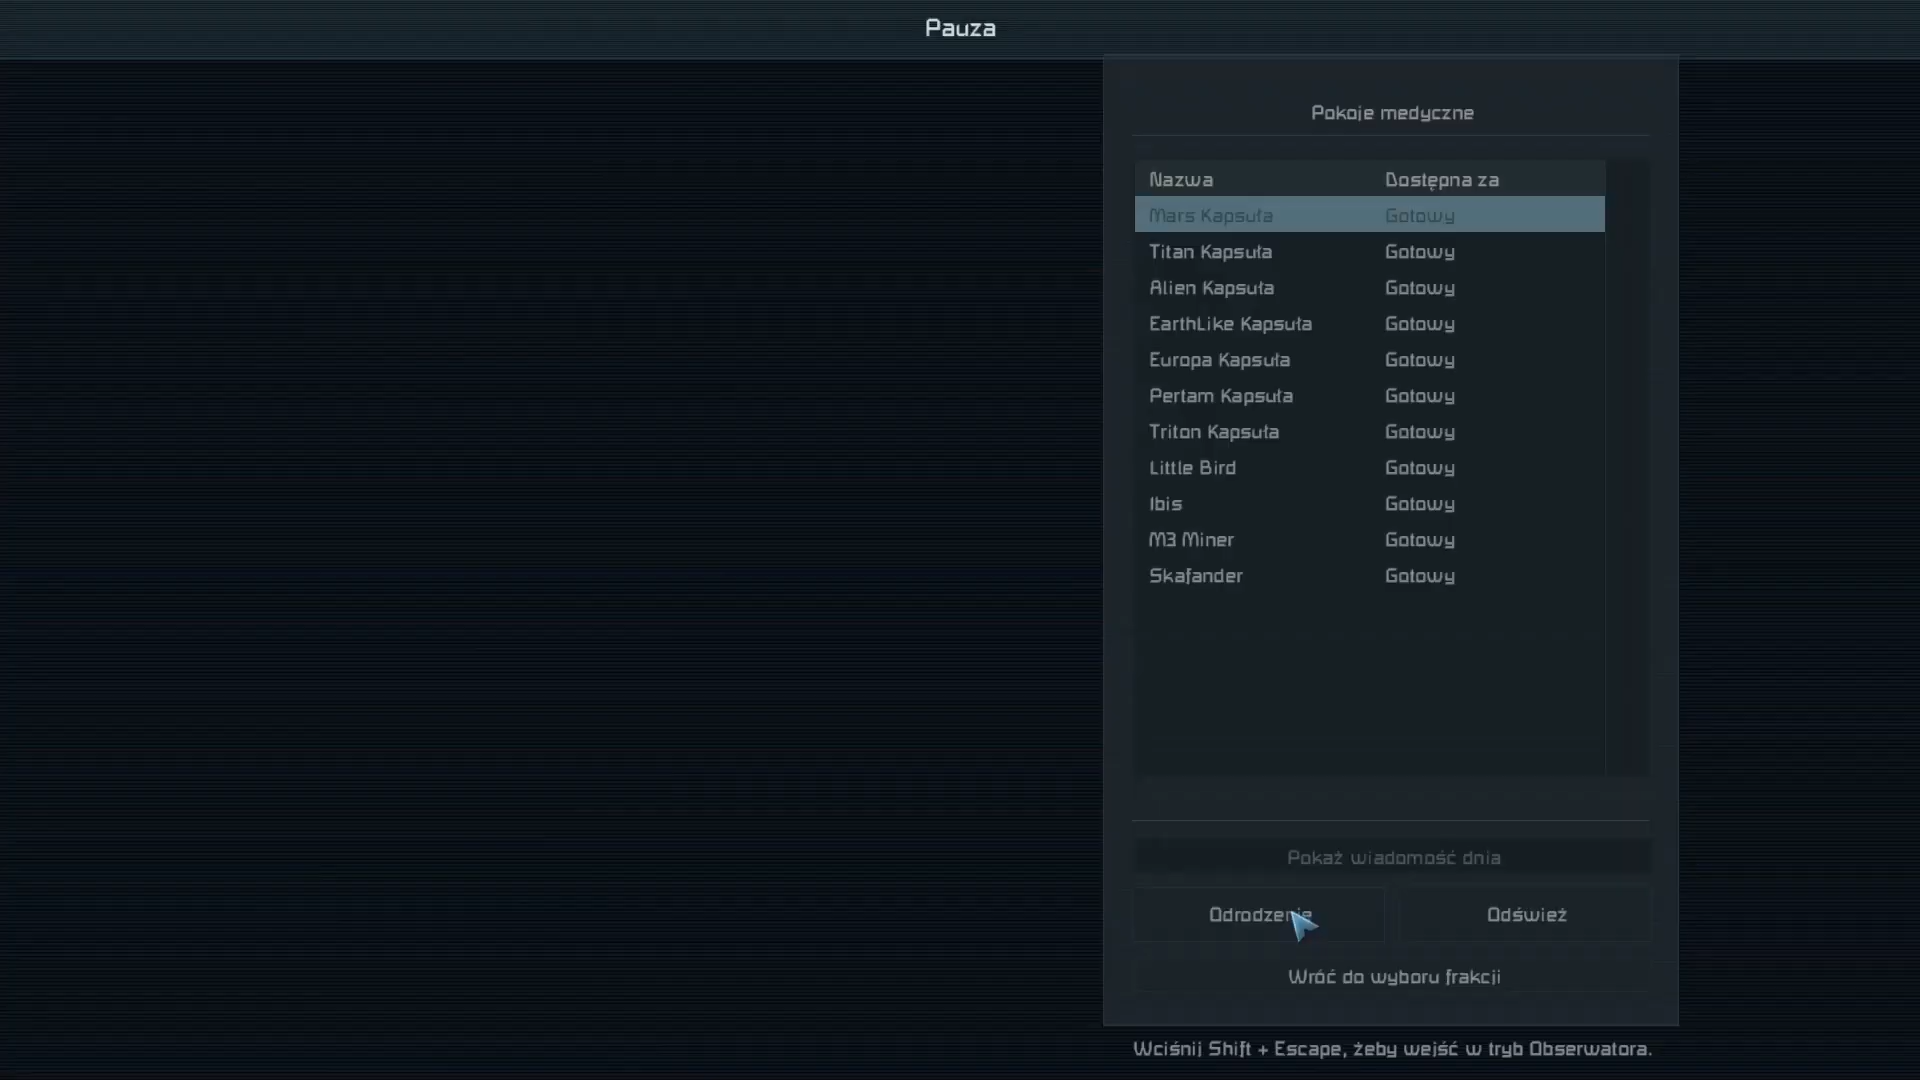 Pauza
Pokoje medyczne
Nazwa Dostępna za
Mars Kapsuła Gotowy
Titan Kapsuła Gotowy
Alien Kapsuła Gotowy
EarthLike Kapsuła Gotowy
Europa Kapsuła Gotowy
Pertam Kapsuła Gotowy
Triton Kapsuła Gotowy
Little Bird Gotowy
Ibis Gotowy
M3 Miner Gotowy
Skafander Gotowy
Pokaż wiadomość dnia
Odrodzenie Odśwież
Wróć do wyboru frakcji
Wciśnij Shift + Escape, żeby wejść w tryb Obserwatora.